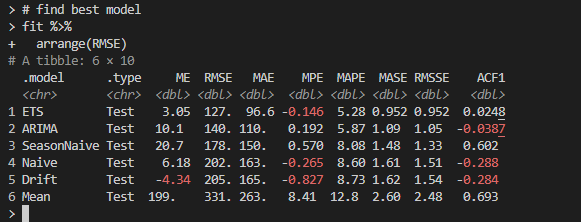 > # find best model
> fit %>%
+   arrange(RMSE)
# A tibble: 6 × 10
  .model      .type    ME  RMSE   MAE    MPE  MAPE  MASE RMSSE    ACF1
  <chr>       <chr> <dbl> <dbl> <dbl>  <dbl> <dbl> <dbl> <dbl>   <dbl>
1 ETS         Test   3.05  127.  96.6 -0.146  5.28 0.952 0.952  0.0248
2 ARIMA       Test  10.1   140. 110.   0.192  5.87 1.09  1.05  -0.0387
3 SeasonNaive Test  20.7   178. 150.   0.570  8.08 1.48  1.33   0.602
4 Naive       Test   6.18  202. 163.  -0.265  8.60 1.61  1.51  -0.288
5 Drift       Test  -4.34  205. 165.  -0.827  8.73 1.62  1.54  -0.284
6 Mean        Test 199.    331. 263.   8.41  12.8  2.60  2.48   0.693
>